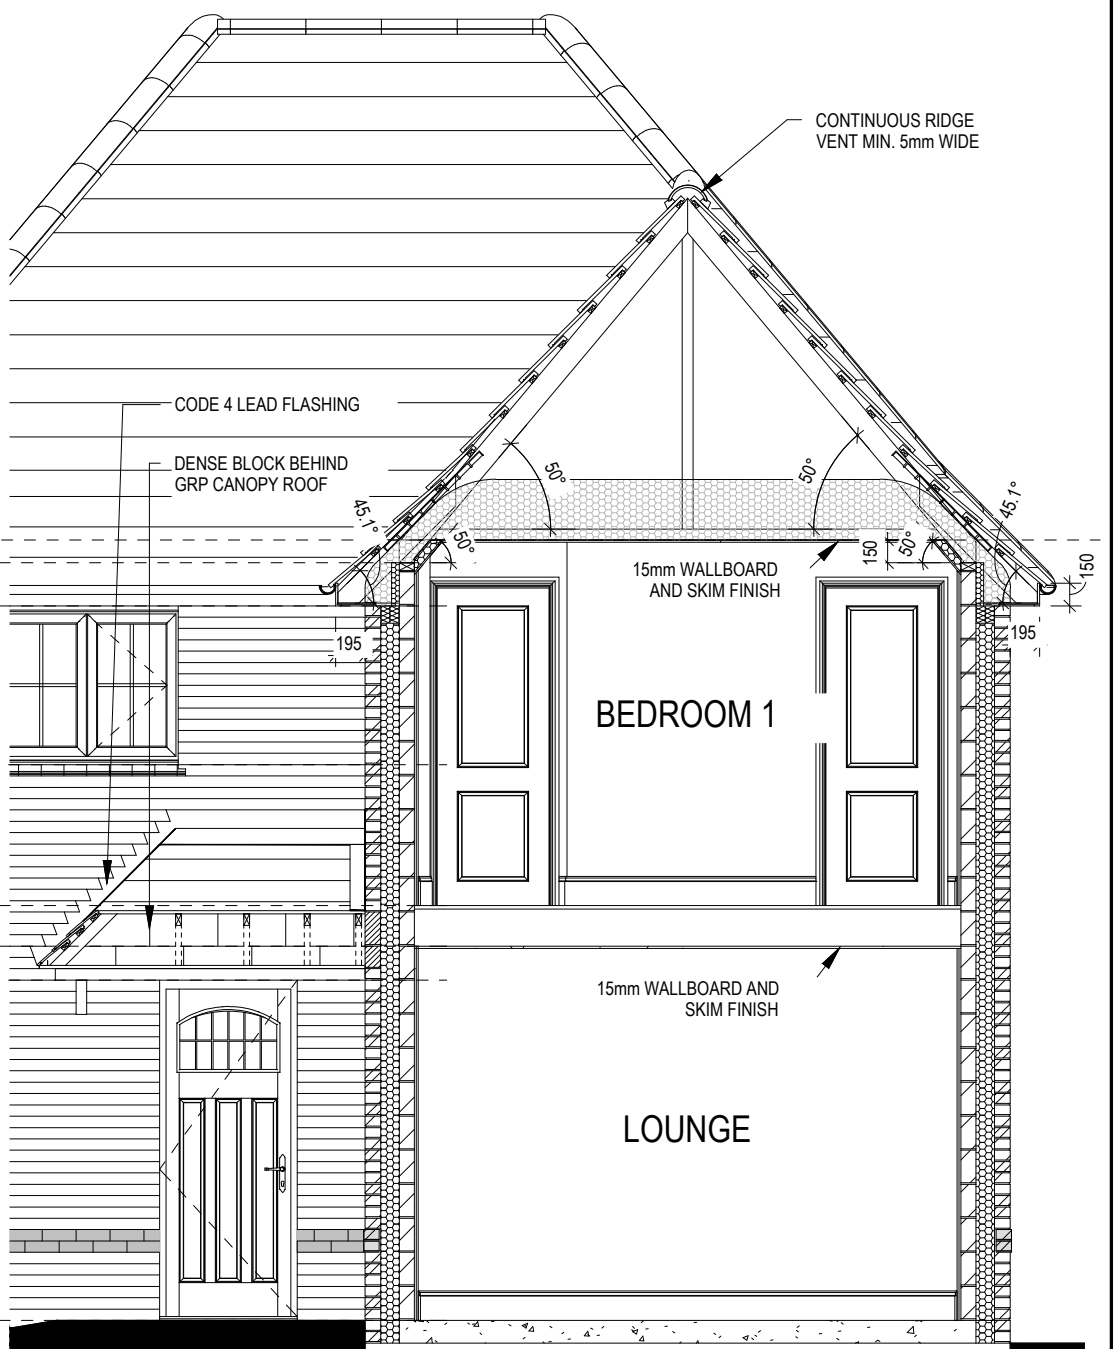 CONTINUOUS RIDGE
VENT MIN. 5mm WIDE
CODE 4 LEAD FLASHING
DENSE BLOCK BEHIND
GRP CANOPY ROOF
50°
50°
45.1°
45.1°
50°
150
50°
150
15mm WALLBOARD
AND SKIM FINISH
195
195
BEDROOM 1
15mm WALLBOARD AND
SKIM FINISH
LOUNGE